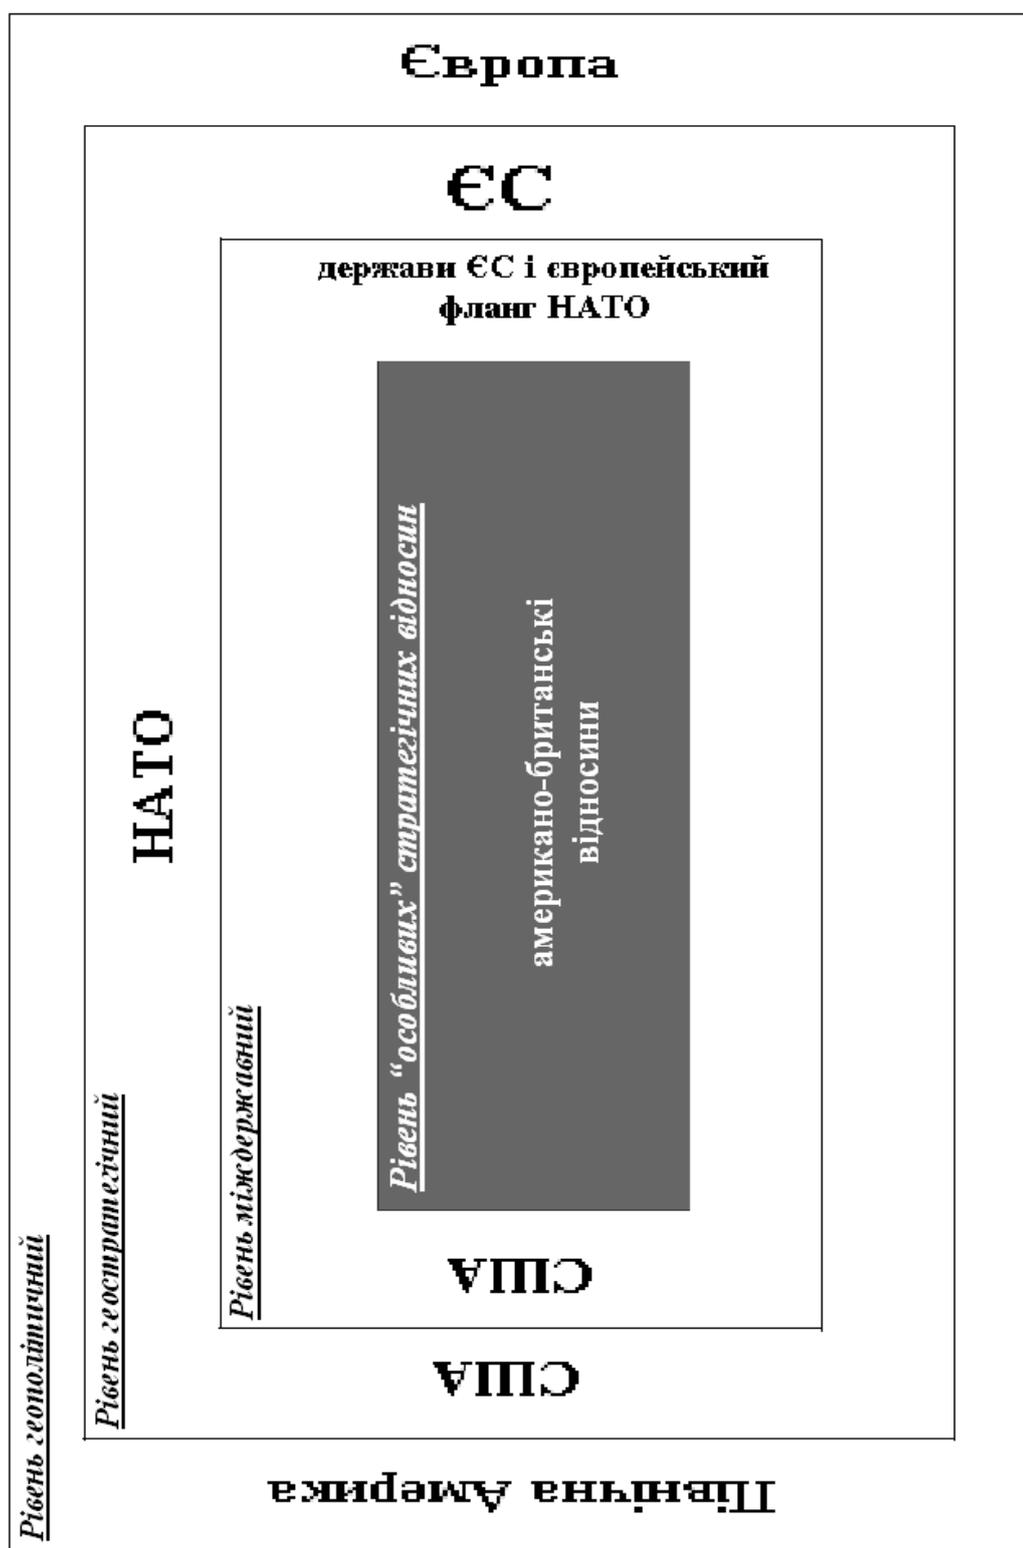 Європа
ЄС
держави ЄС і європейський
фланг НАТО
Рівень “особливих” стратегічних відносин
американо-британські
відносини
НАТО
Рівень міждержавний
Рівень геостратегічний
Рівень геополітичний
США
США
Північна Америка